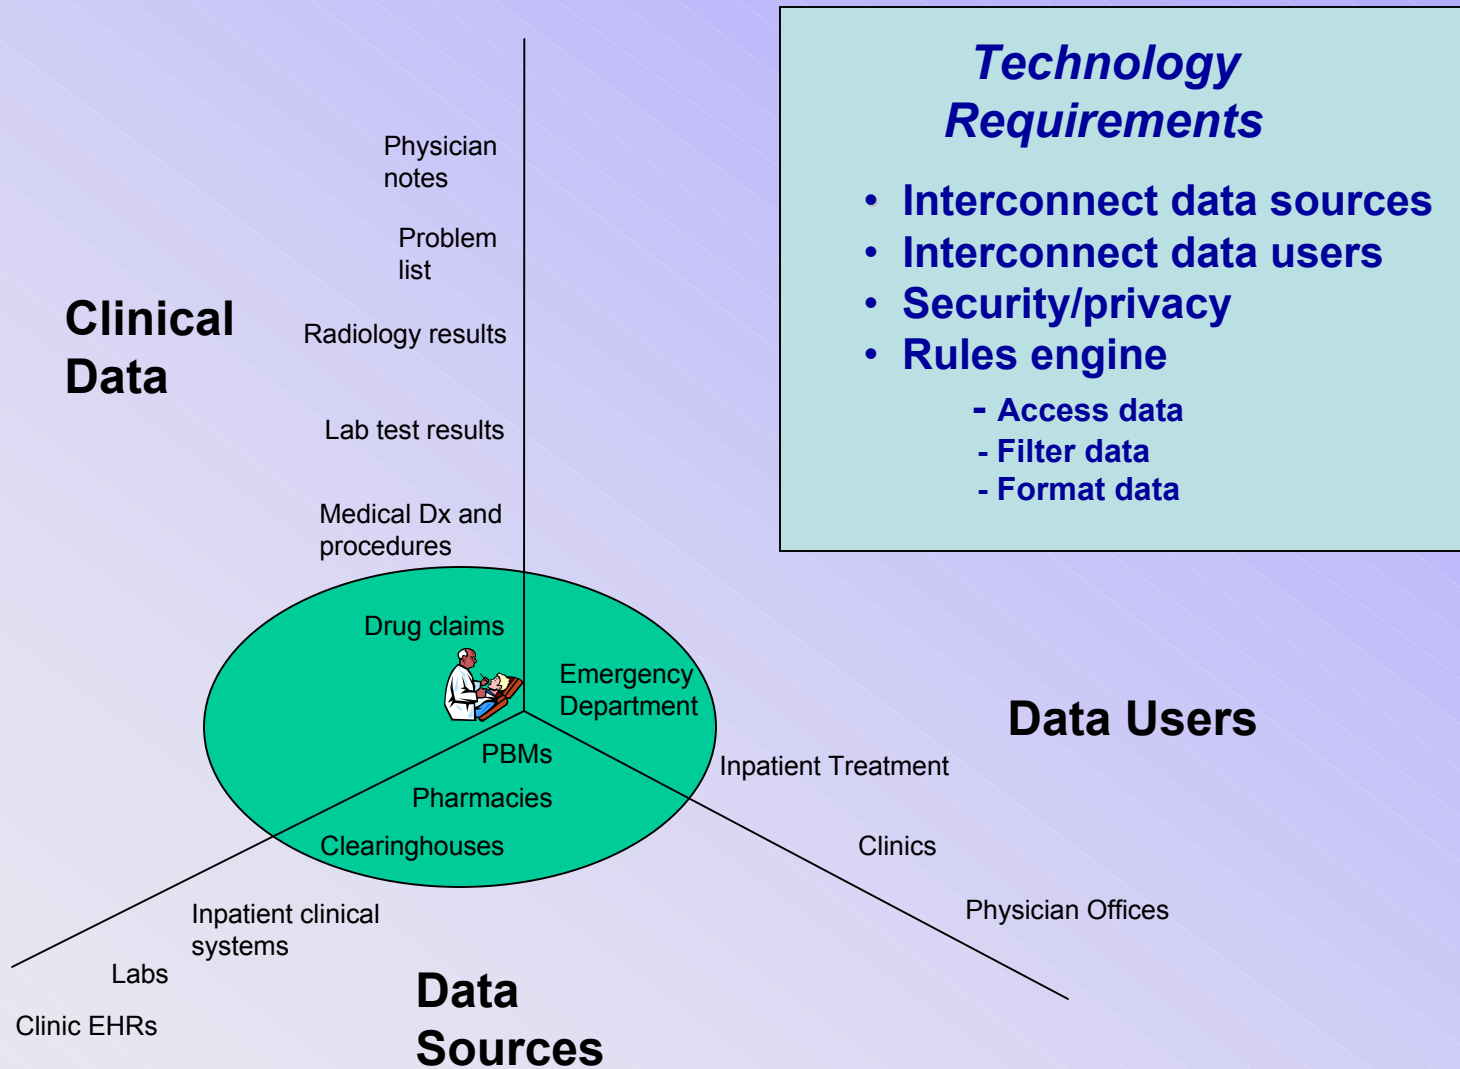 Technology
Requirements
• Interconnect data sources
• Interconnect data users
• Security/privacy
• Rules engine
- Access data
- Filter data
- Format data
Clinical
Data
Physician
notes
Problem
list
Radiology results
Lab test results
Medical Dx and
procedures
Drug claims
Emergency
Department
Data Users
Inpatient Treatment
Clinics
Physician Offices
PBMs
Pharmacies
Clearinghouses
Inpatient clinical
systems
Labs
Clinic EHRs
Data
Sources